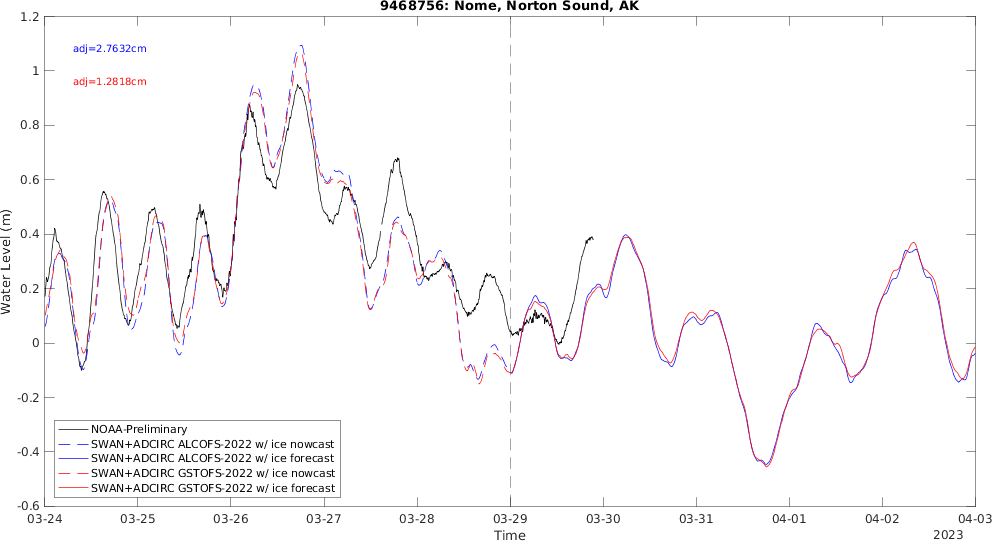 9468756: Nome, Norton Sound, AK
1.2
adj=2.7632cm
1
adj=1.2818cm
0.8
0.6
0.4
0.2
0
-0.2
-0.4
-0.6
Water Level (m)
NOAA-Preliminary
SWAN+ADCIRC ALCOFS-2022 w/ ice nowcast
SWAN+ADCIRC ALCOFS-2022 w/ ice forecast
SWAN+ADCIRC GSTOFS-2022 w/ ice nowcast
SWAN+ADCIRC GSTOFS-2022 w/ ice forecast
03-24 03-25 03-26 03-27 03-28 03-29 03-30 03-31 04-01 04-02 04-03
Time
2023